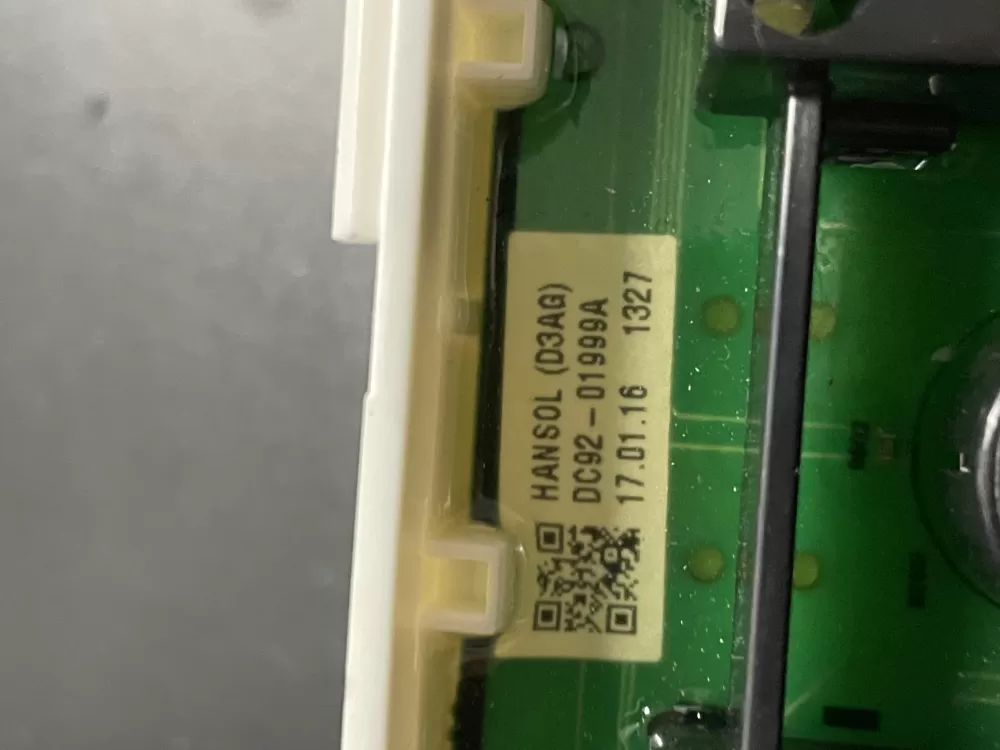 HANSOL (D3AG)
DC92-01999A
17.01.16 1327